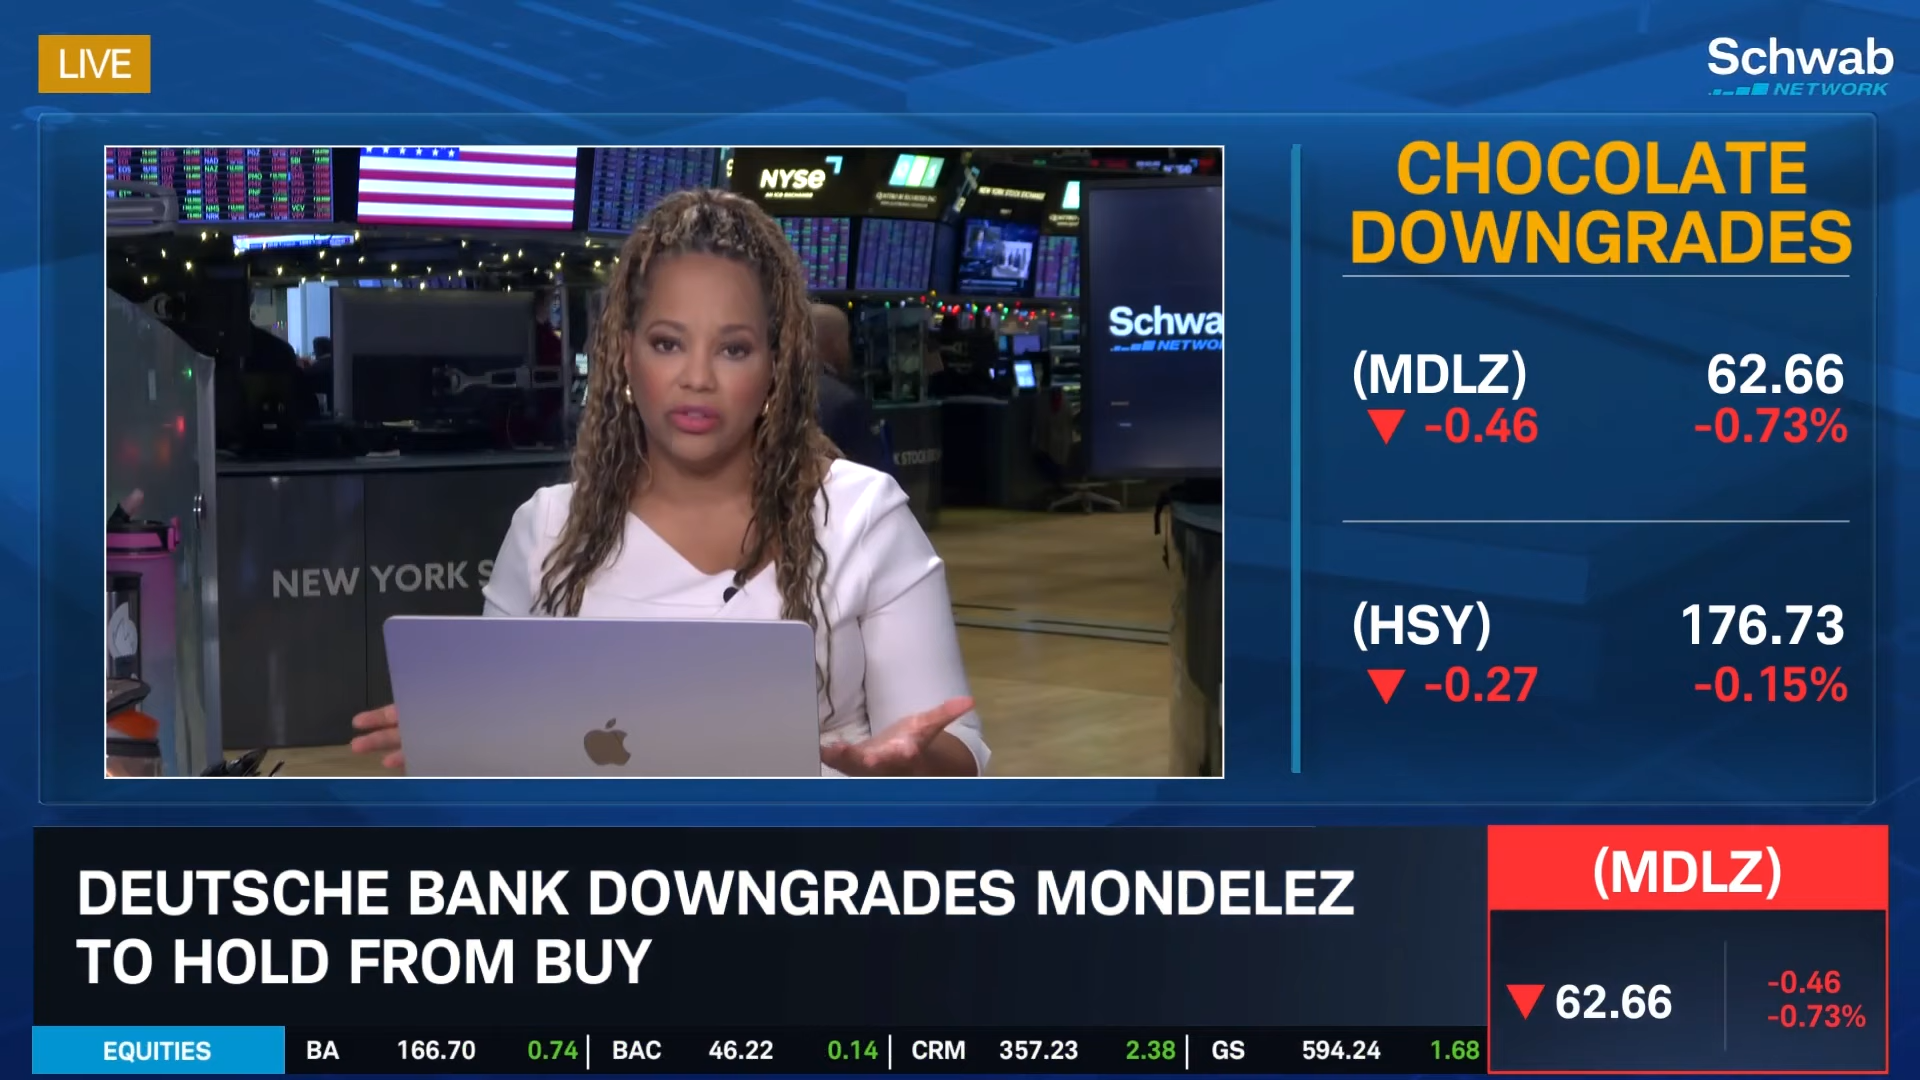 LIVE
Schwab
NETWORK
NYSE
Schwa
NETWO
NEW YORK S
CHOCOLATE
DOWNGRADES
(MDLZ) 62.66
▼ -0.46 -0.73%
(HSY) 176.73
▼ -0.27 -0.15%
DEUTSCHE BANK DOWNGRADES MONDELEZ
TO HOLD FROM BUY
(MDLZ)
▼ 62.66
-0.46
-0.73%
EQUITIES BA 166.70 0.74 BAC 46.22 0.14 CRM 357.23 2.38 GS 594.24 1.68